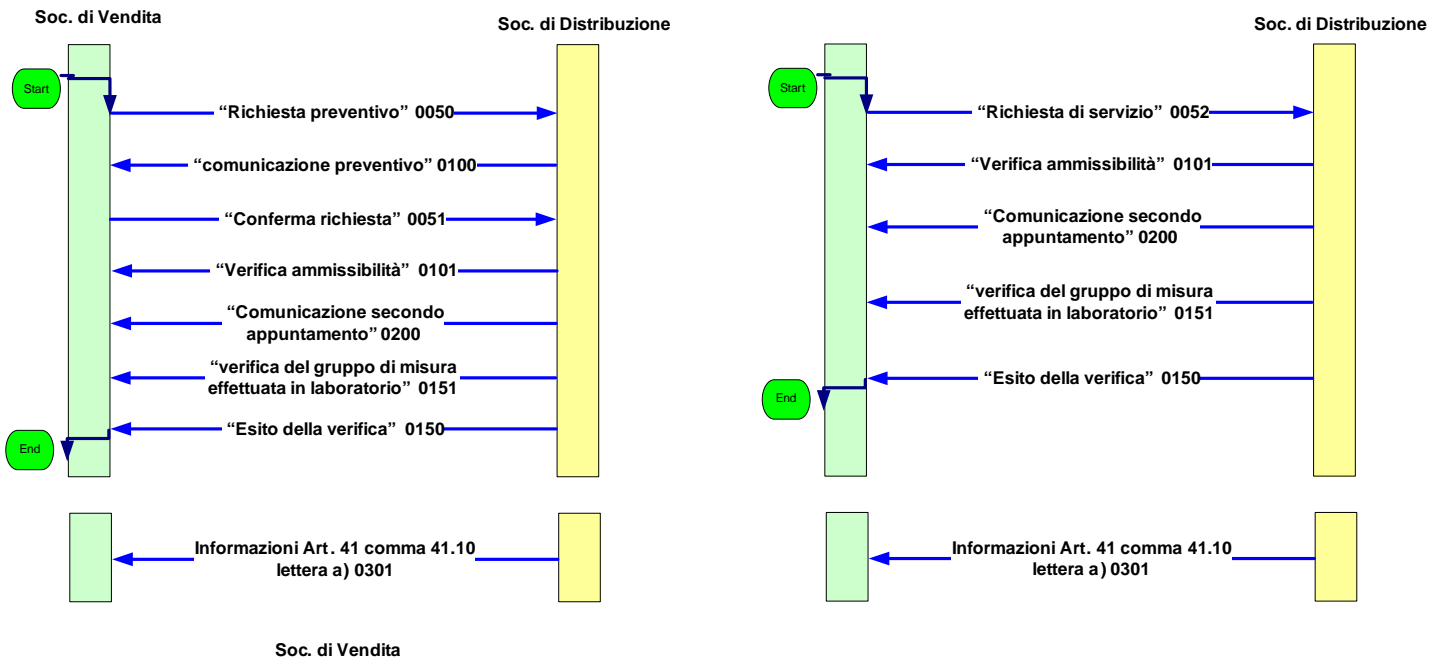 Soc. di Vendita
Soc. di Distribuzione
Start
“Richiesta preventivo” 0050
“comunicazione preventivo” 0100
“Conferma richiesta” 0051
“Verifica ammissibilità” 0101
“Comunicazione secondo
appuntamento” 0200
“verifica del gruppo di misura
effettuata in laboratorio” 0151
“Esito della verifica” 0150
End
Informazioni Art. 41 comma 41.10
lettera a) 0301
Soc. di Distribuzione
Start
“Richiesta di servizio” 0052
“Verifica ammissibilità” 0101
“Comunicazione secondo
appuntamento” 0200
“verifica del gruppo di misura
effettuata in laboratorio” 0151
“Esito della verifica” 0150
End
Informazioni Art. 41 comma 41.10
lettera a) 0301
Soc. di Vendita